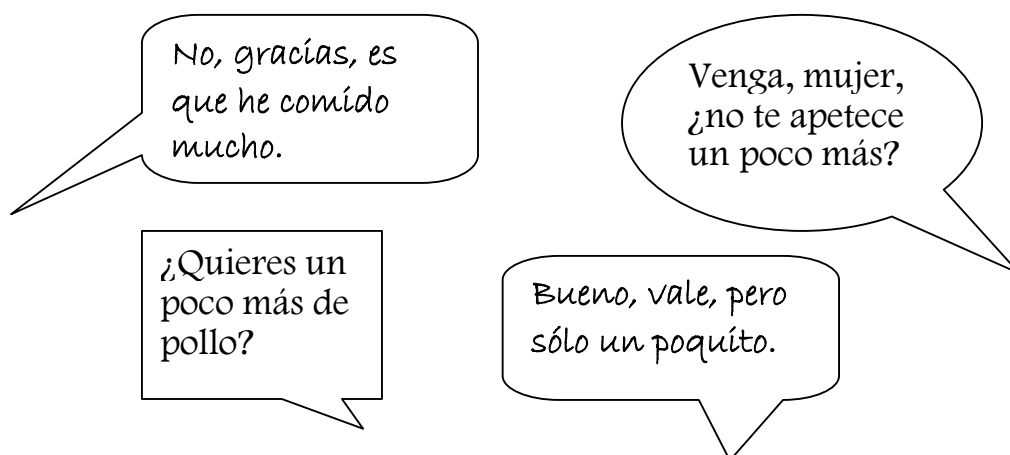 No, gracias, es
que he comido
mucho.
Venga, mujer,
¿no te apetece
un poco más?
¿Quieres un
poco más de
pollo?
Bueno, vale, pero
sólo un poquito.